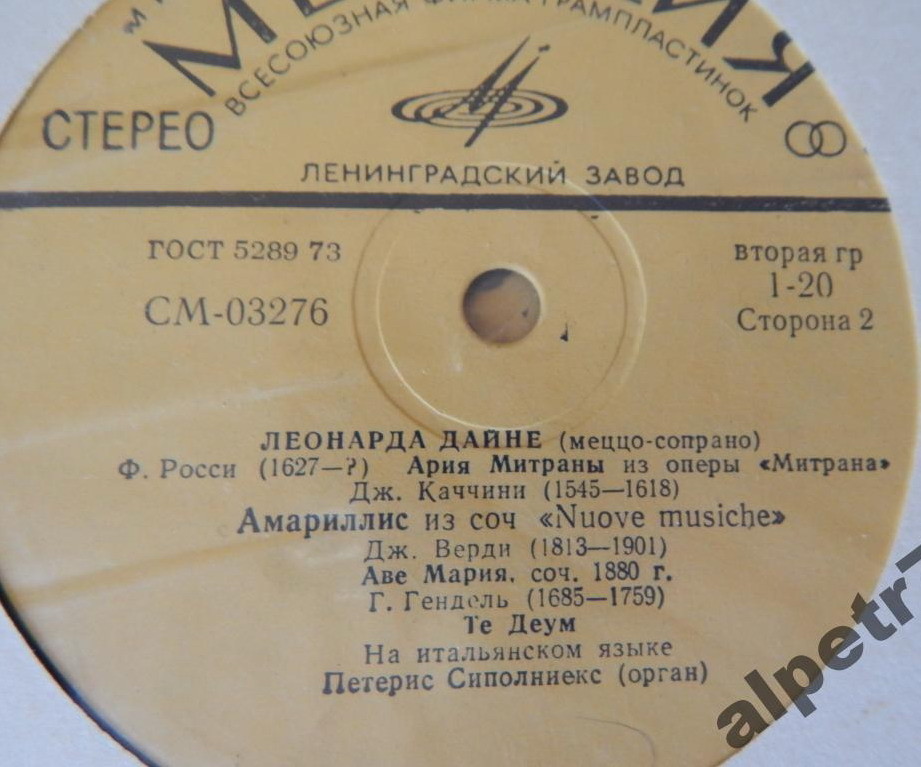 ВСЕСОЮЗНАЯ ФИРМА ГРАМПЛАСТИНОК
СТЕРЕО
ЛЕНИНГРАДСКИЙ ЗАВОД
ГОСТ 5289 73
вторая гр
СМ-03276
1-20
Сторона 2
ЛЕОНАРДА ДАЙНЕ (меццо-сопрано)
Ф. Росси (1627—?) Ария Митраны из оперы «Митрана»
Дж. Каччини (1545—1618)
Амариллис из соч «Nuove musiche»
Дж. Верди (1813—1901)
Аве Мария, соч. 1880 г.
Г. Гендель (1685—1759)
Те Деум
На итальянском языке
Петерис Сиполниекс (орган)